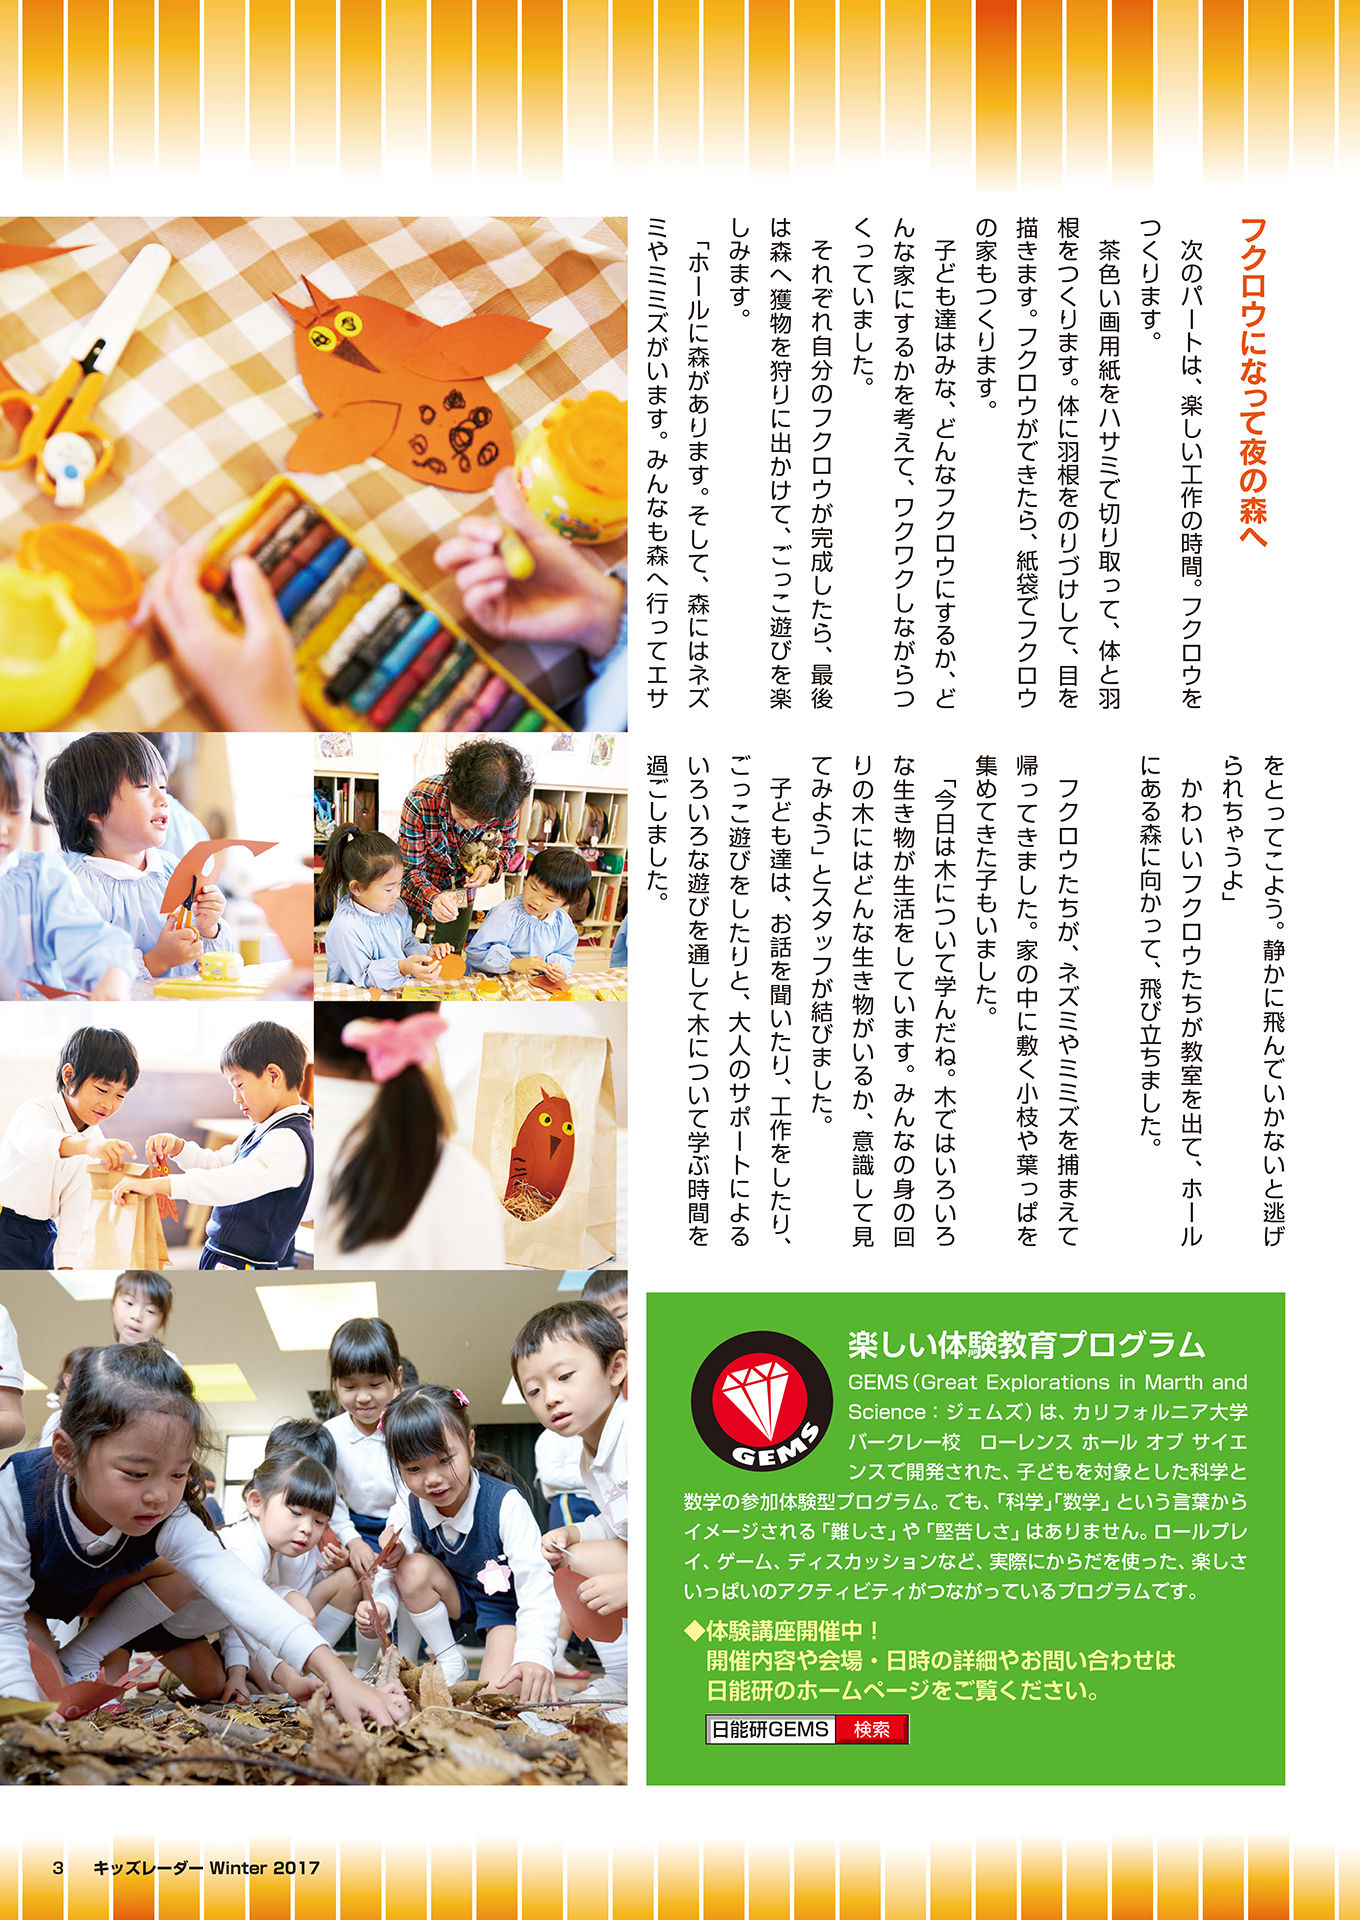 フクロウになって夜の森へ
次のパートは、楽しい工作の時間。フクロウを
つくります。
茶色い画用紙をハサミで切り取って、体と羽
根をつくります。体に羽根をのりづけして、目を
描きます。フクロウができたら、紙袋でフクロウ
の家もつくります。
子ども達はみな、どんなフクロウにするか、ど
んな家にするかを考えて、ワクワクしながらつ
くっていました。
それぞれ自分のフクロウが完成したら、最後
は森へ獲物を狩りに出かけて、ごっこ遊びを楽
しみます。
「ホールに森があります。そして、森にはネズ
ミやミミズがいます。みんなも森へ行ってエサ
をとってこよう。静かに飛んでいかないと逃げ
られちゃうよ」
かわいいフクロウたちが教室を出て、ホール
にある森に向かって、飛び立ちました。
フクロウたちが、ネズミやミミズを捕まえて
帰ってきました。家の中に敷く小枝や葉っぱを
集めてきた子もいました。
「今日は木について学んだね。木ではいろいろ
な生き物が生活をしています。みんなの身の回
りの木にはどんな生き物がいるか、意識して見
てみよう」とスタッフが結びました。
子ども達は、お話を聞いたり、工作をしたり、
ごっこ遊びをしたりと、大人のサポートによる
いろいろな遊びを通して木について学ぶ時間を
過ごしました。
GEMS
楽しい体験教育プログラム
GEMS（Great Explorations in Marth and
Science：ジェムズ）は、カリフォルニア大学
バークレー校　ローレンス ホール オブ サイエ
ンスで開発された、子どもを対象とした科学と
数学の参加体験型プログラム。でも、「科学」「数学」という言葉から
イメージされる「難しさ」や「堅苦しさ」はありません。ロールプレ
イ、ゲーム、ディスカッションなど、実際にからだを使った、楽しさ
いっぱいのアクティビティがつながっているプログラムです。
◆体験講座開催中！
開催内容や会場・日時の詳細やお問い合わせは
日能研のホームページをご覧ください。
日能研GEMS 検索
3 キッズレーダー Winter 2017